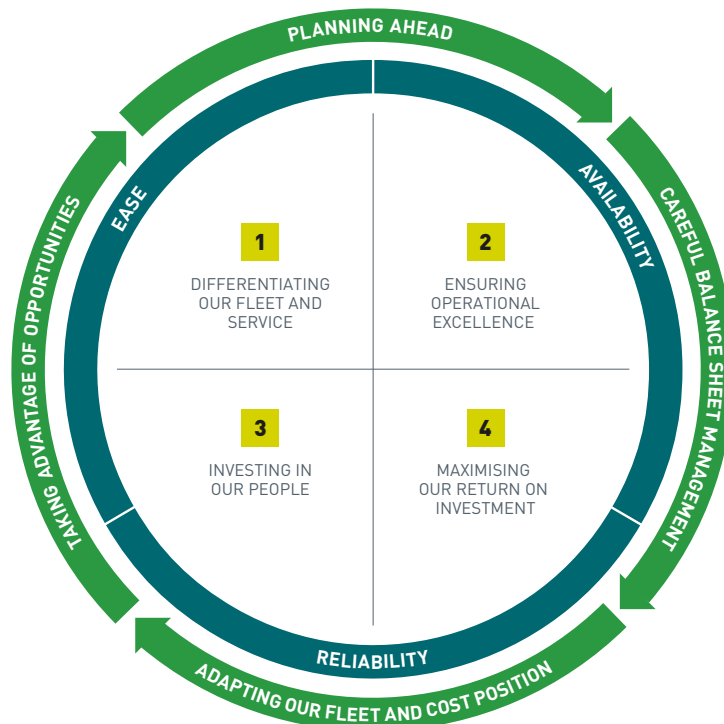 PLANNING AHEAD
CAREFUL BALANCE SHEET MANAGEMENT
ADAPTING OUR FLEET AND COST POSITION
TAKING ADVANTAGE OF OPPORTUNITIES
EASE
AVAILABILITY
RELIABILITY
1
DIFFERENTIATING
OUR FLEET AND
SERVICE
2
ENSURING
OPERATIONAL
EXCELLENCE
3
INVESTING IN
OUR PEOPLE
4
MAXIMISING
OUR RETURN ON
INVESTMENT